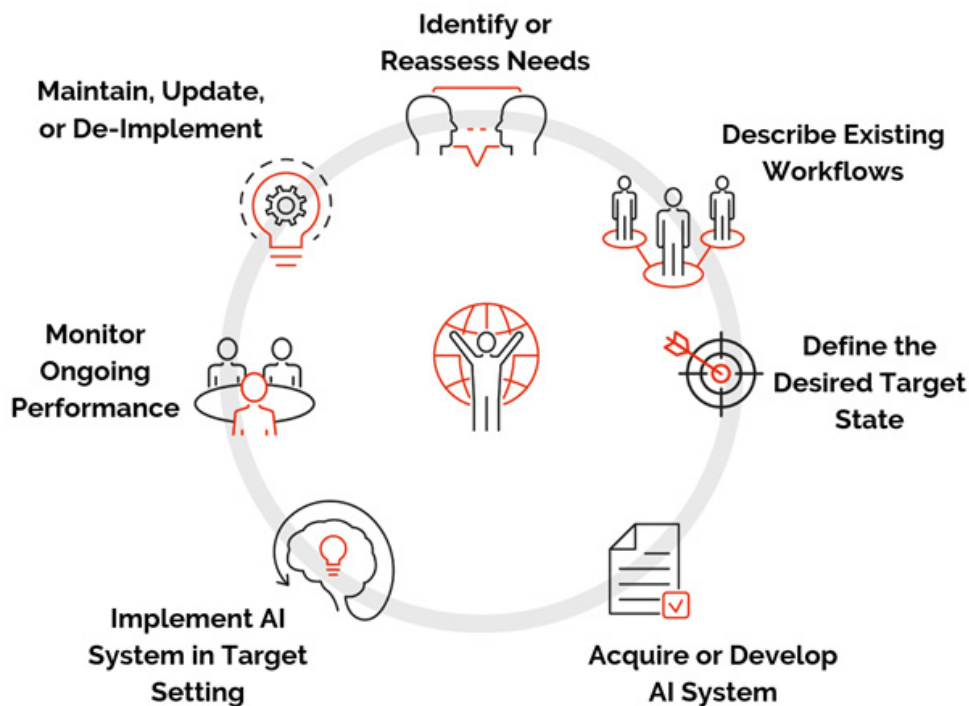 Identify or
Reassess Needs
Describe Existing
Workflows
Define the
Desired Target
State
Acquire or Develop
AI System
Implement AI
System in Target
Setting
Monitor
Ongoing
Performance
Maintain, Update,
or De-Implement